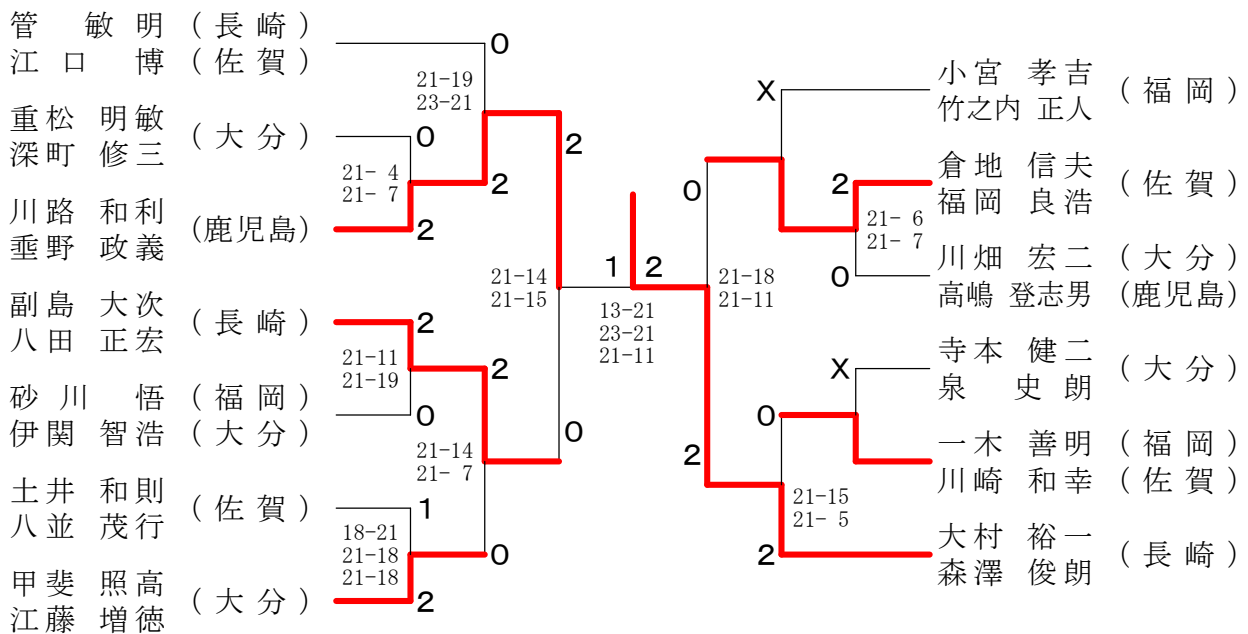 管 敏明 (長崎)
江口 博 (佐賀)
0
21-19
23-21
重松 明敏
深町 修三
(大分)
0
21- 4
21- 7
2
2
川路 和利
垂野 政義
(鹿児島)
2
21-14
21-15
副島 大次
八田 正宏
(長崎)
2
21-11
21-19
2
砂川 悟 (福岡)
伊関 智浩 (大分)
0
0
21-14
21- 7
土井 和則
八並 茂行
(佐賀)
1
18-21
21-18
21-18
0
甲斐 照高
江藤 増徳
(大分)
2
1 2
13-21
23-21
21-11
小宮 孝吉
竹之内 正人
(福岡)
X
0
倉地 信夫
福岡 良浩
(佐賀)
2
21- 6
21- 7
川畑 宏二 (大分)
高嶋 登志男 (鹿児島)
0
21-18
21-11
寺本 健二
泉 史朗
(大分)
X
0
一木 善明 (福岡)
川崎 和幸 (佐賀)
2
21-15
21- 5
大村 裕一
森澤 俊朗
(長崎)
2